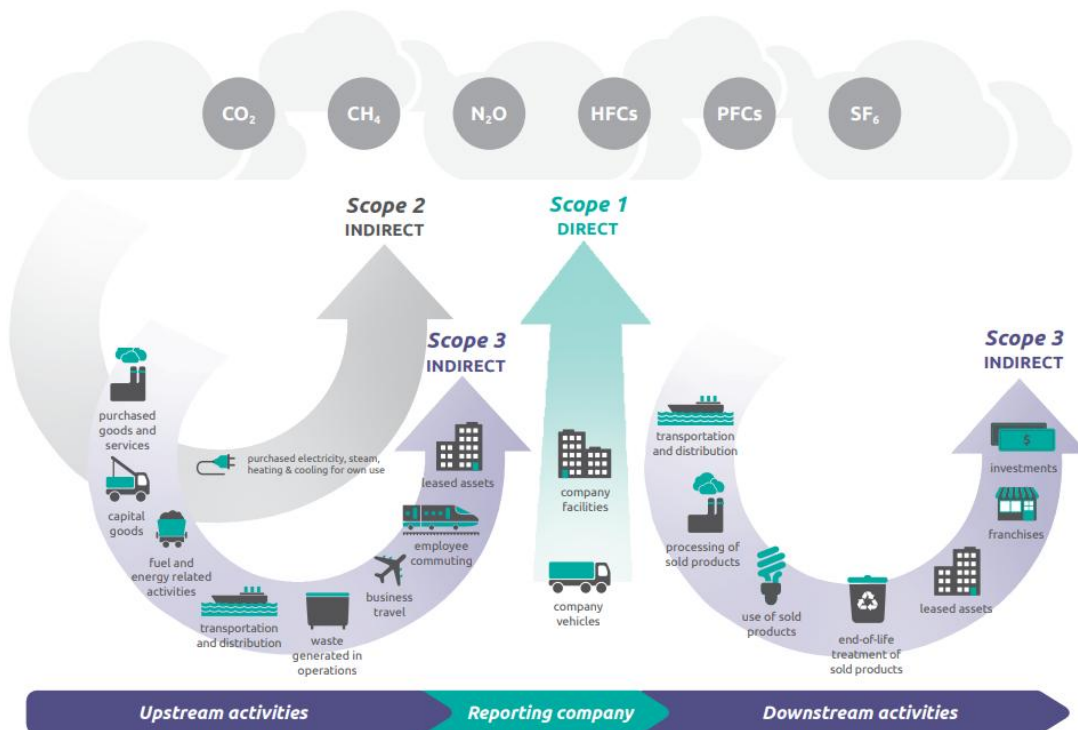 CO₂
CH₄
N₂O
HFCs
PFCs
SF₆
Scope 2
INDIRECT
Scope 1
DIRECT
Scope 3
INDIRECT
Scope 3
INDIRECT
purchased
goods and
services
capital
goods
fuel and
energy related
activities
purchased electricity, steam,
heating & cooling for own use
transportation
and distribution
waste
generated in
operations
business
travel
employee
commuting
leased assets
company
facilities
company
vehicles
transportation
and distribution
processing of
sold products
use of sold
products
end-of-life
treatment of
sold products
leased assets
franchises
$
investments
Upstream activities
Reporting company
Downstream activities